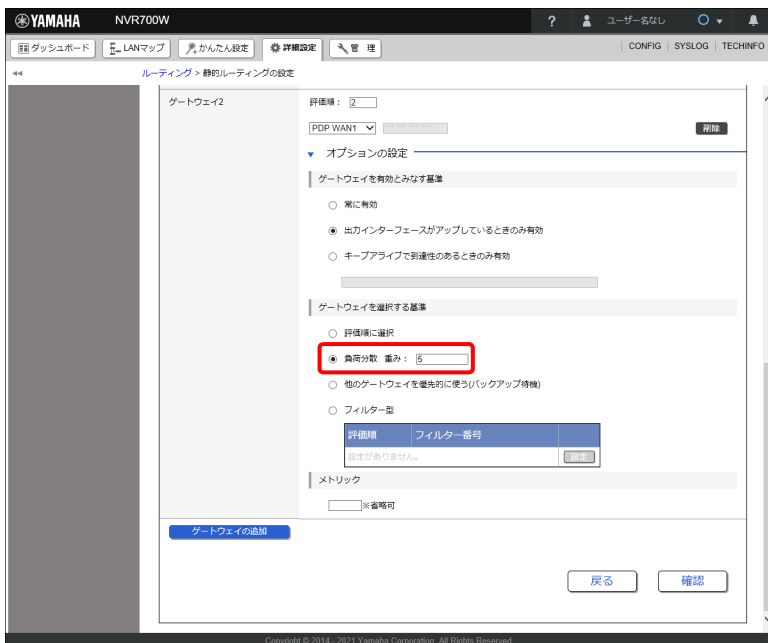 YAMAHA NVR700W ? ユーザー名なし
ダッシュボード LANマップ かんたん設定 詳細設定 管 理 CONFIG SYSLOG TECHINFO
ルーティング > 静的ルーティングの設定
ゲートウェイ2 評価順： 2
PDP WAN1 削除
オプションの設定
ゲートウェイを有効とみなす基準
常に有効
出力インターフェースがアップしているときのみ有効
キープアライブで到達性のあるときのみ有効
ゲートウェイを選択する基準
評価順に選択
負荷分散 重み： 5
他のゲートウェイを優先的に使う(バックアップ待機)
フィルター型
評価順 フィルター番号
設定がありません。 設定
メトリック
※省略可
ゲートウェイの追加
戻る 確認
Copyright © 2014 - 2021 Yamaha Corporation. All Rights Reserved.